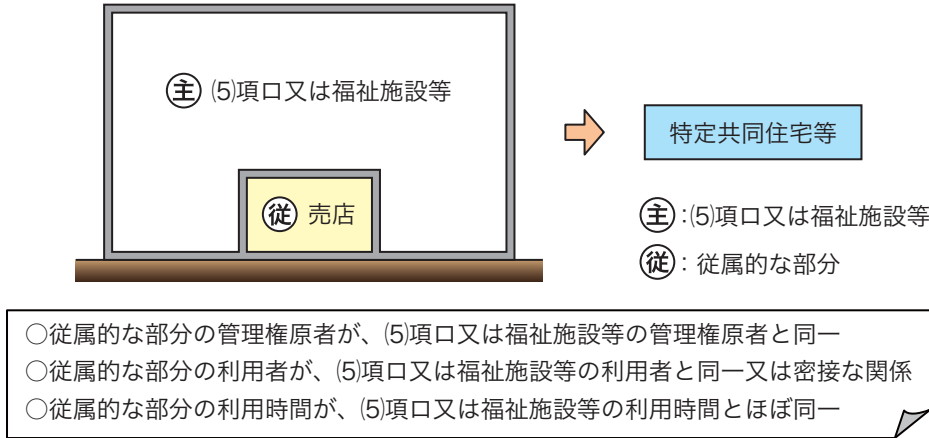 ㊤ ⑸項ロ又は福祉施設等
特定共同住宅等
従 売店
主:⑸項ロ又は福祉施設等
従:従属的な部分
○従属的な部分の管理権原者が、⑸項ロ又は福祉施設等の管理権原者と同一
○従属的な部分の利用者が、⑸項ロ又は福祉施設等の利用者と同一又は密接な関係
○従属的な部分の利用時間が、⑸項ロ又は福祉施設等の利用時間とほぼ同一